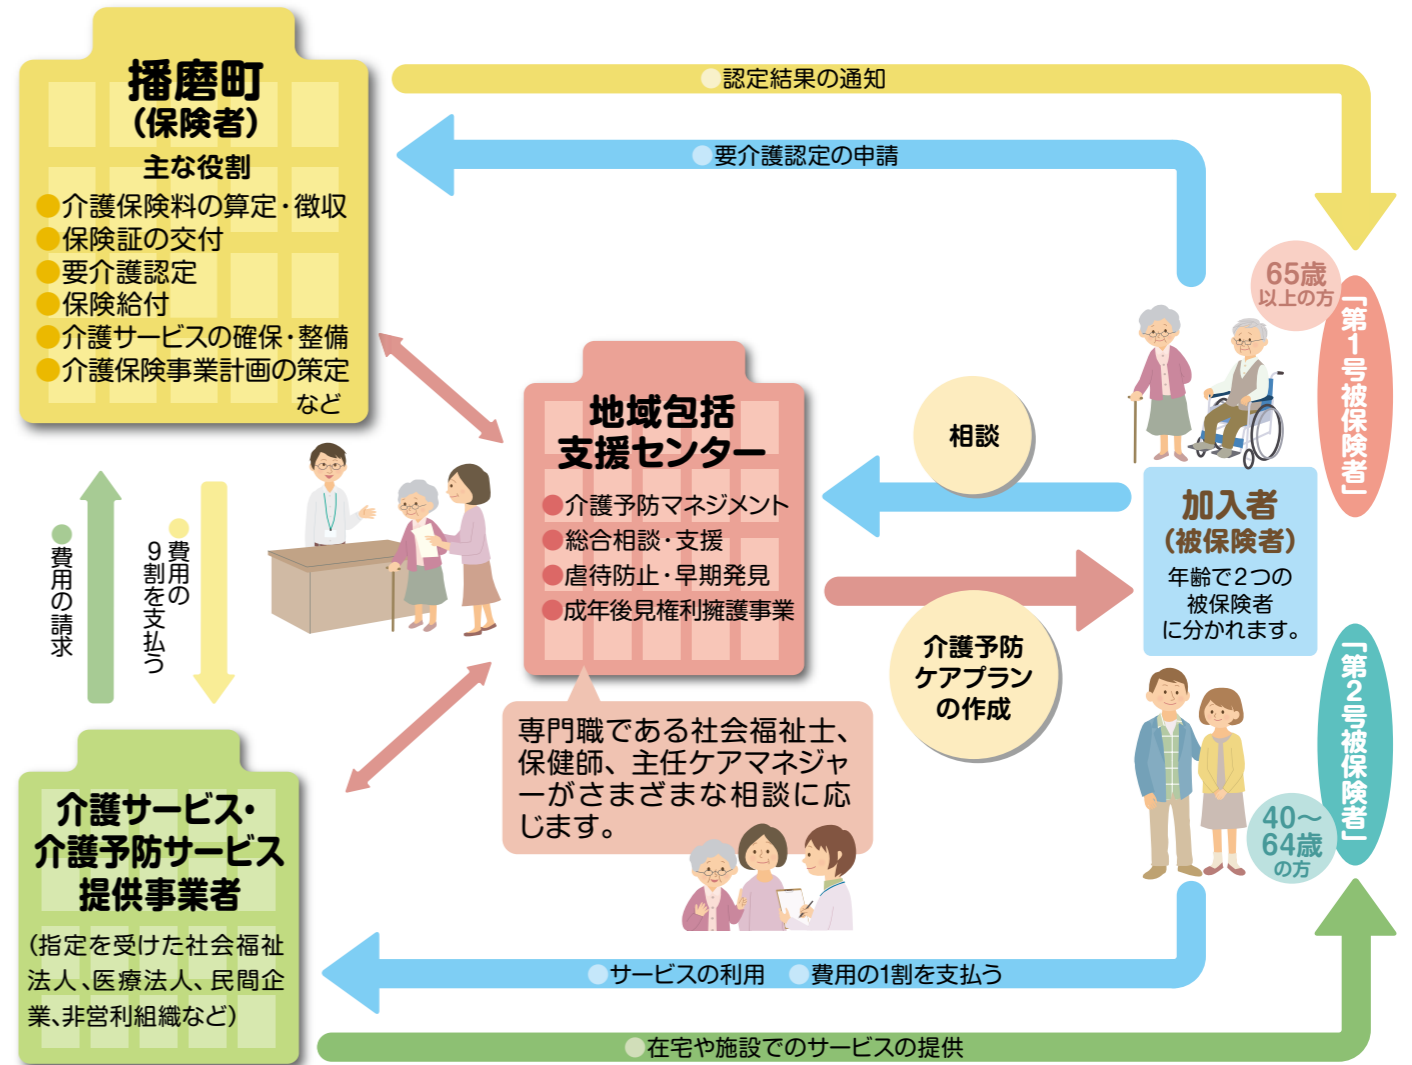 播磨町
（保険者）
主な役割
●介護保険料の算定・徴収
●保険証の交付
●要介護認定
●保険給付
●介護サービスの確保・整備
●介護保険事業計画の策定
など
●認定結果の通知
●要介護認定の申請
65歳
以上の方
「第1号被保険者」
地域包括
支援センター
●介護予防マネジメント
●総合相談・支援
●虐待防止・早期発見
●成年後見権利擁護事業
相談
加入者
（被保険者）
年齢で2つの
被保険者
に分かれます。
介護予防
ケアプラン
の作成
●費用の請求
●費用の
9割を支払う
専門職である社会福祉士、
保健師、主任ケアマネジャ
ーがさまざまな相談に応
じます。
「第2号被保険者」
40〜
64歳
の方
介護サービス・
介護予防サービス
提供事業者
（指定を受けた社会福祉
法人、医療法人、民間企
業、非営利組織など）
●サービスの利用　●費用の1割を支払う
●在宅や施設でのサービスの提供